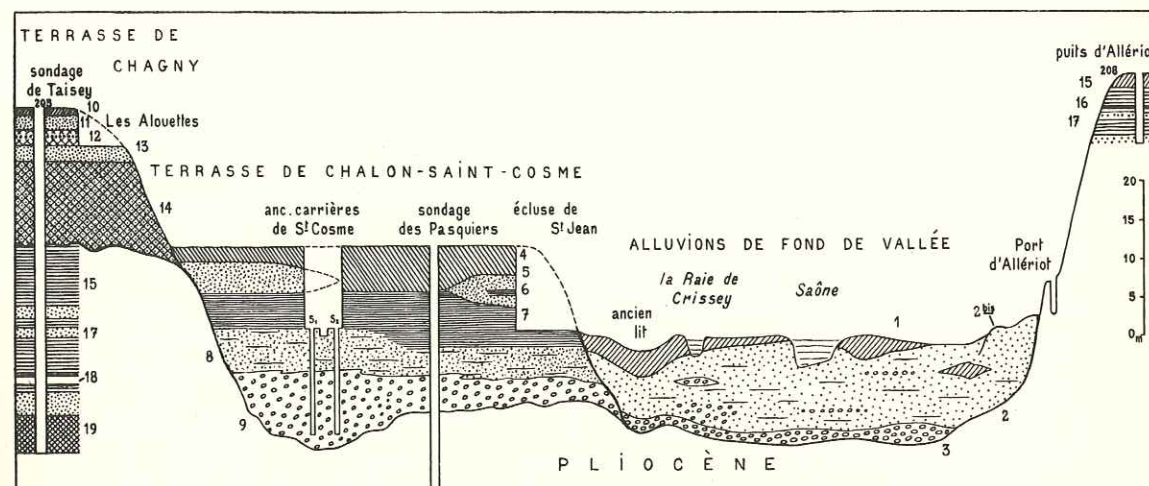 TERRASSE DE
CHAGNY
sondage
de Taisey
205
10
11
12
Les Alouettes
13
14
15
17
18
19
TERRASSE DE CHALON-SAINT-COSME
anc. carrières
de St Cosme
S1
S2
sondage
des Pasquiers
écluse de
St Jean
4
5
6
7
8
9
ALLUVIONS DE FOND DE VALLÉE
la Raie de
Crissey
Saône
ancien
lit
1
2 bis
2
3
Port
d'Allériot
puits d'Allériot
208
15
16
17
20
15
10
5
0m
PLIOCÈNE